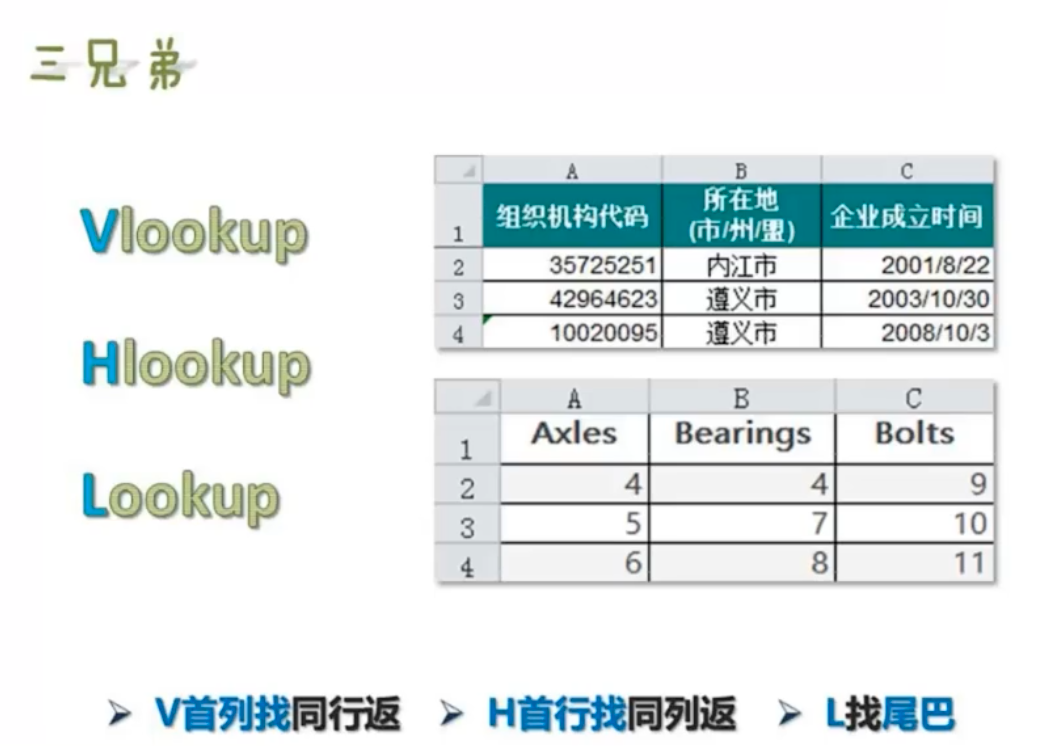 三兄弟
Vlookup
Hlookup
Lookup
A B C
1 组织机构代码 所在地(市/州/盟) 企业成立时间
2 35725251 内江市 2001/8/22
3 42964623 遵义市 2003/10/30
4 10020095 遵义市 2008/10/3
A B C
1 Axles Bearings Bolts
2 4 4 9
3 5 7 10
4 6 8 11
➢ V首列找同行返 ➢ H首行找同列返 ➢ L找尾巴